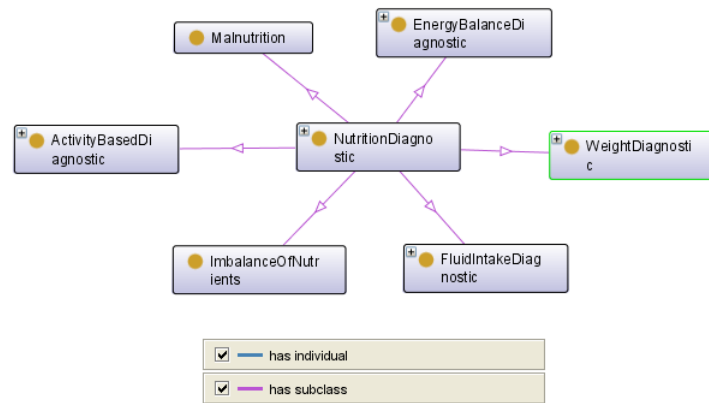 Malnutrition
EnergyBalanceDi
agnostic
ActivityBasedDi
agnostic
NutritionDiagno
stic
WeightDiagnosti
c
ImbalanceOfNutr
ients
FluidIntakeDiag
nostic
has individual
has subclass